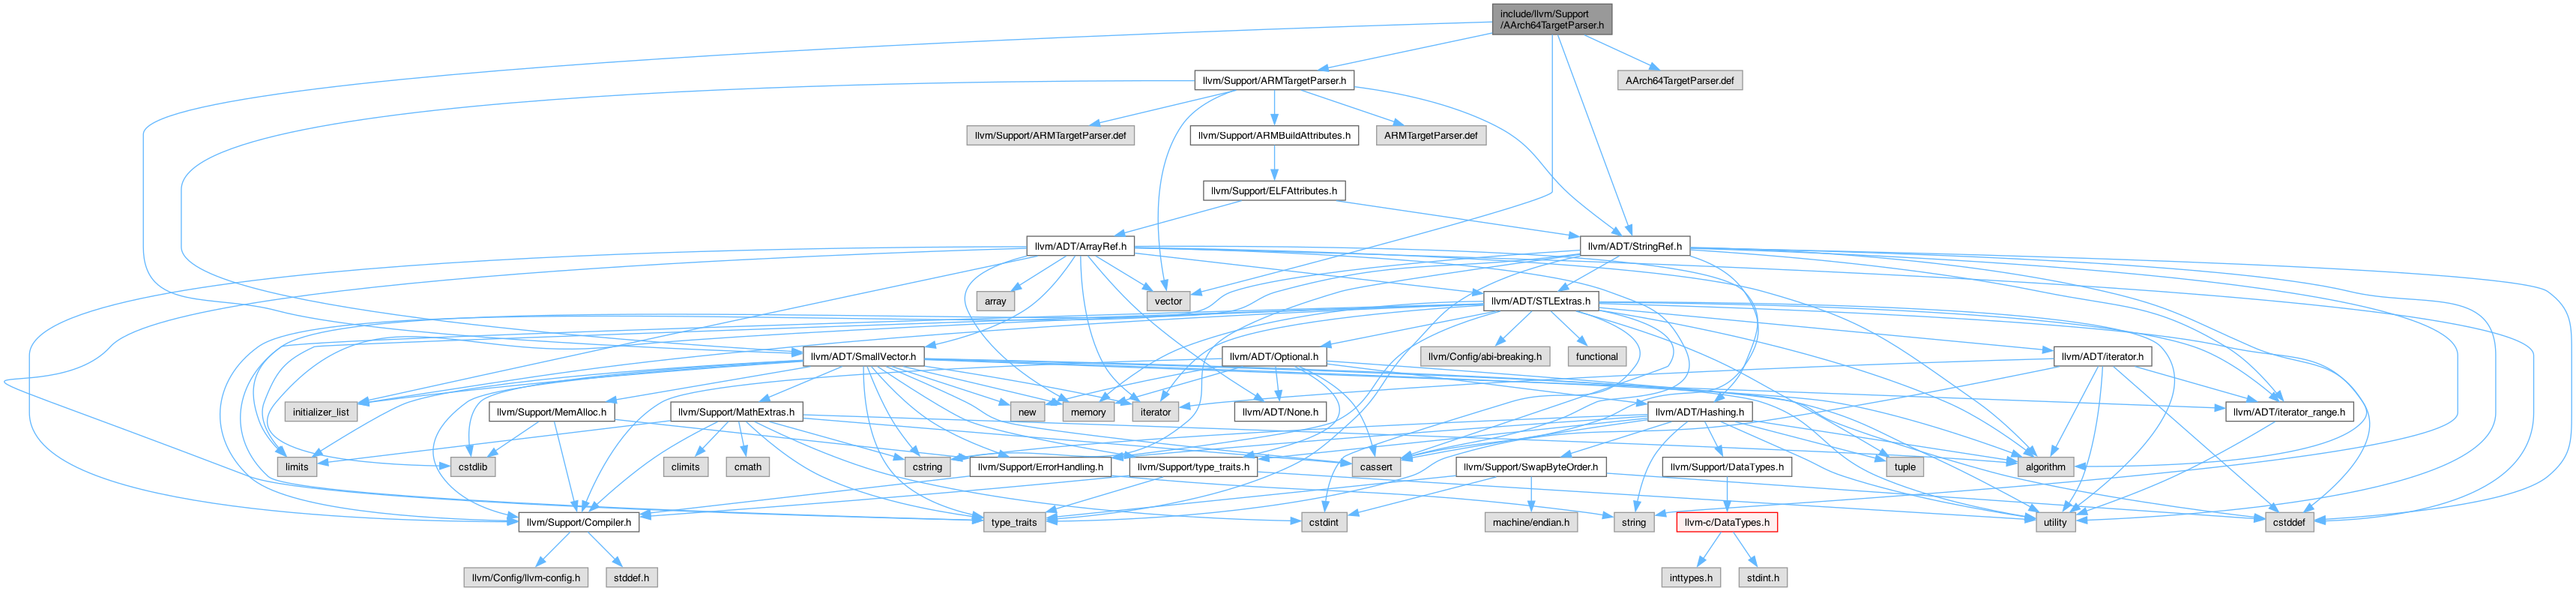 include/llvm/Support
/AArch64TargetParser.h
llvm/Support/ARMTargetParser.h
AArch64TargetParser.def
llvm/Support/ARMTargetParser.def
llvm/Support/ARMBuildAttributes.h
ARMTargetParser.def
llvm/Support/ELFAttributes.h
llvm/ADT/ArrayRef.h
llvm/ADT/StringRef.h
array
vector
llvm/ADT/STLExtras.h
llvm/ADT/SmallVector.h
llvm/ADT/Optional.h
llvm/Config/abi-breaking.h
functional
llvm/ADT/iterator.h
initializer_list
llvm/Support/MemAlloc.h
llvm/Support/MathExtras.h
new
memory
iterator
llvm/ADT/None.h
llvm/ADT/Hashing.h
llvm/ADT/iterator_range.h
limits
cstdlib
climits
cmath
cstring
llvm/Support/ErrorHandling.h
llvm/Support/type_traits.h
cassert
llvm/Support/SwapByteOrder.h
llvm/Support/DataTypes.h
tuple
algorithm
llvm/Support/Compiler.h
type_traits
cstdint
machine/endian.h
string
llvm-c/DataTypes.h
utility
cstddef
llvm/Config/llvm-config.h
stddef.h
inttypes.h
stdint.h